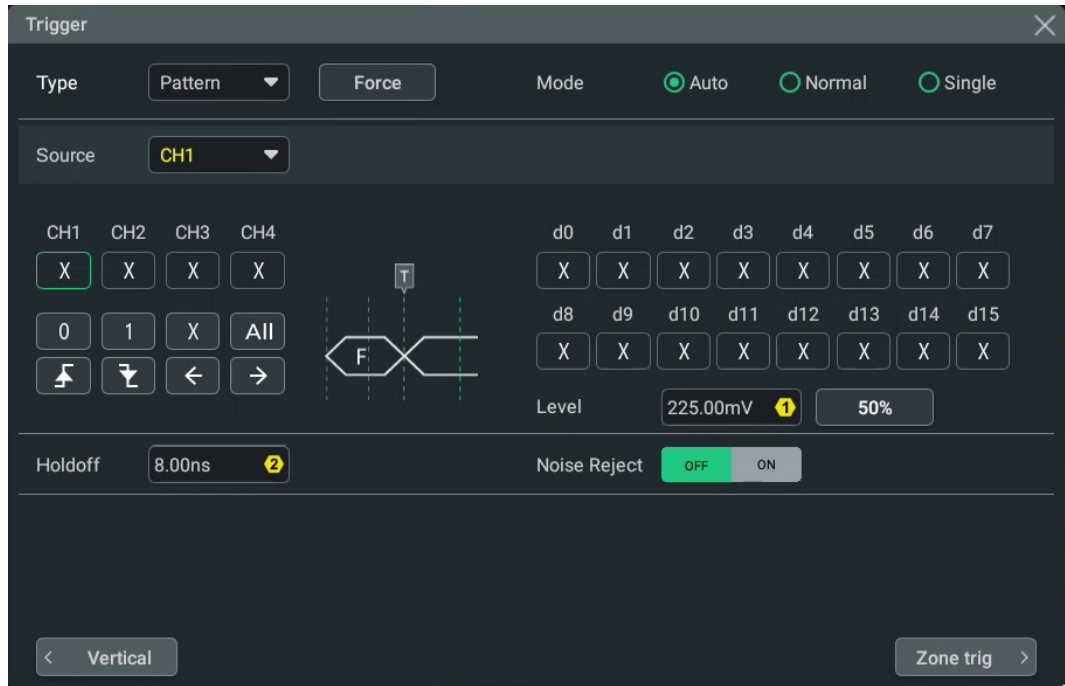 Trigger
Type Pattern Force Mode Auto Normal Single
Source CH1
CH1 CH2 CH3 CH4 d0 d1 d2 d3 d4 d5 d6 d7
X X X X T X X X X X X X X
d8 d9 d10 d11 d12 d13 d14 d15
0 1 X All F X X X X X X X X
Level 225.00mV 1 50%
Holdoff 8.00ns 2 Noise Reject OFF ON
< Vertical Zone trig >